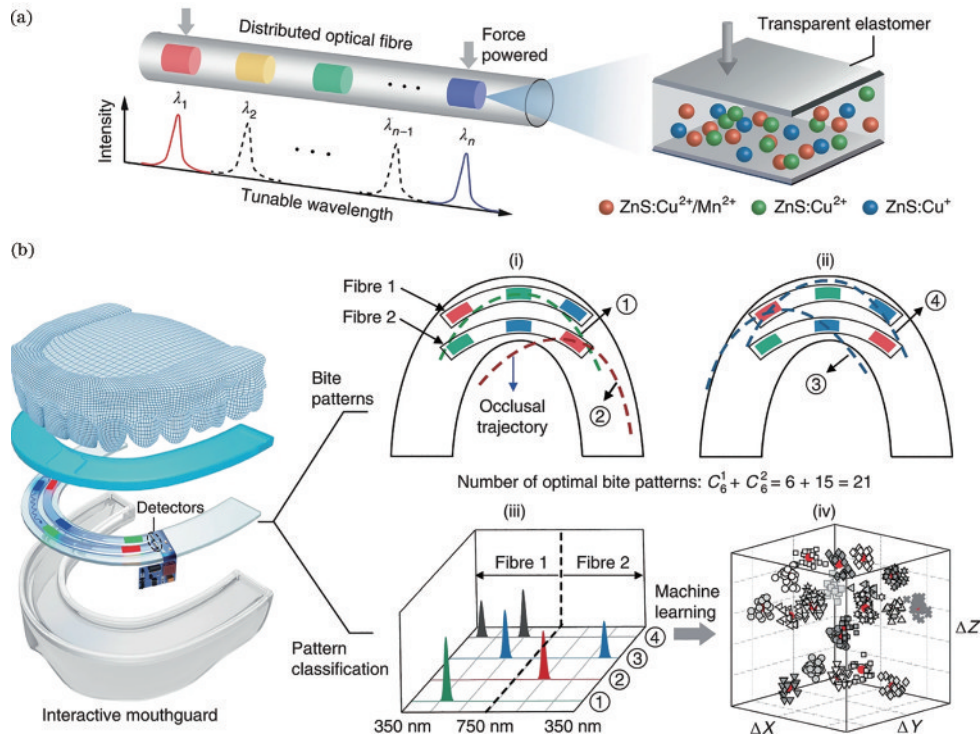 (a)
Distributed optical fibre
Force
powered
Transparent elastomer
Intensity
λ1
λ2
λn−1
λn
Tunable wavelength
ZnS:Cu²⁺/Mn²⁺
ZnS:Cu²⁺
ZnS:Cu⁺
(b)
(i)
(ii)
Fibre 1
Fibre 2
①
②
③
④
Bite
patterns
Occlusal
trajectory
Number of optimal bite patterns: C₆¹ + C₆² = 6 + 15 = 21
Detectors
Interactive mouthguard
Pattern
classification
(iii)
Fibre 1
Fibre 2
④
③
②
①
350 nm
750 nm
350 nm
Machine
learning
(iv)
ΔX
ΔY
ΔZ